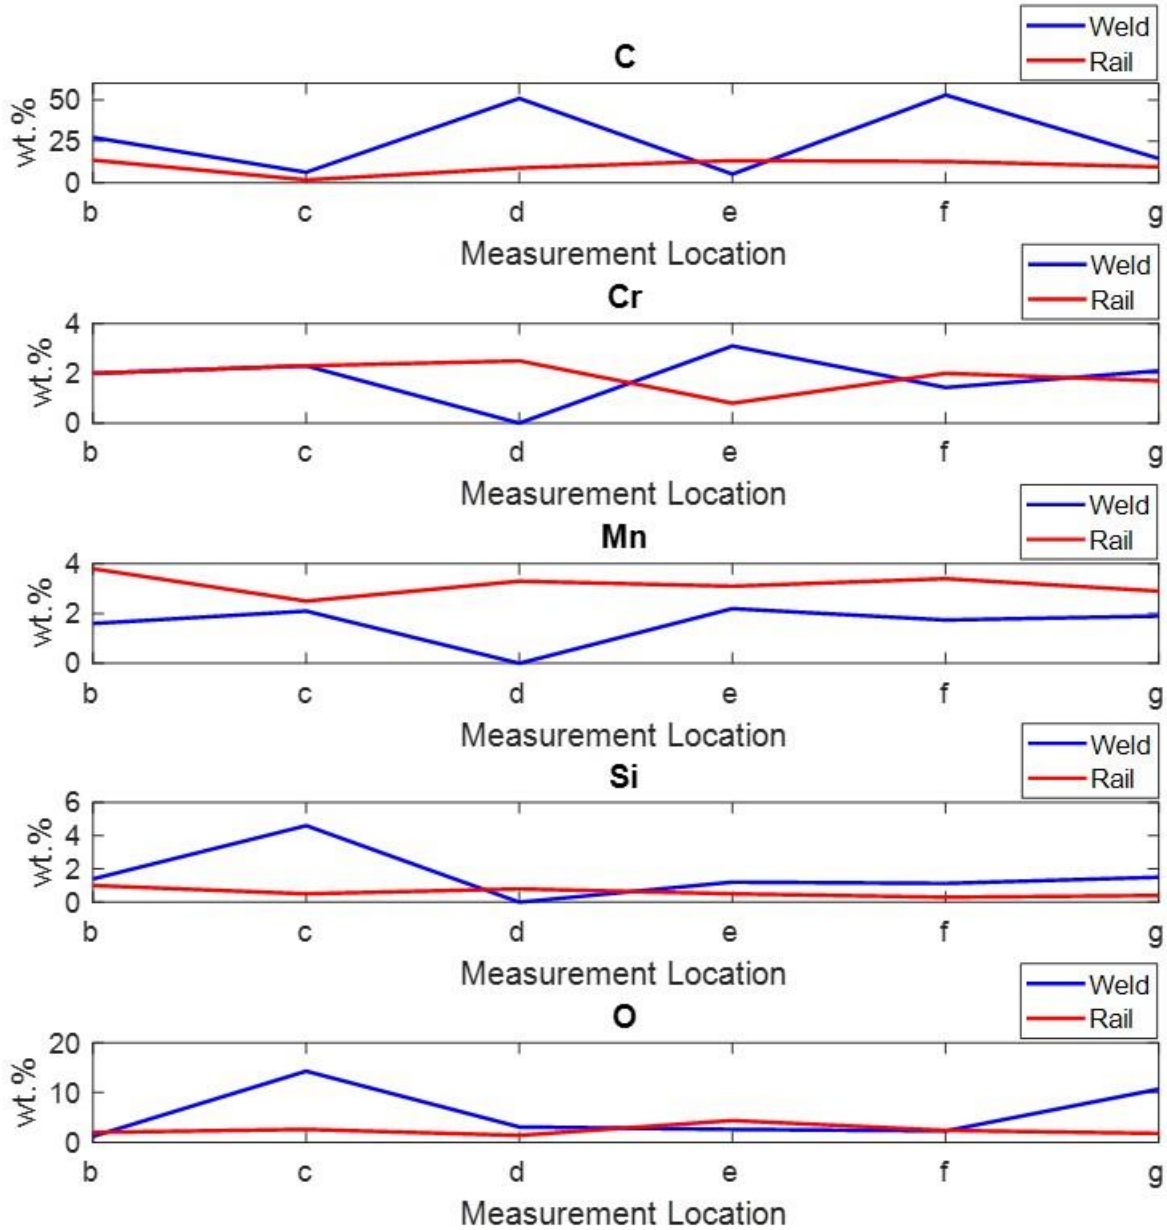 C
Weld
Rail
wt.%
50
25
0
b c d e f g
Measurement Location
Cr
Weld
Rail
wt.%
4
2
0
b c d e f g
Measurement Location
Mn
Weld
Rail
wt.%
4
2
0
b c d e f g
Measurement Location
Si
Weld
Rail
wt.%
6
4
2
0
b c d e f g
Measurement Location
O
Weld
Rail
wt.%
20
10
0
b c d e f g
Measurement Location